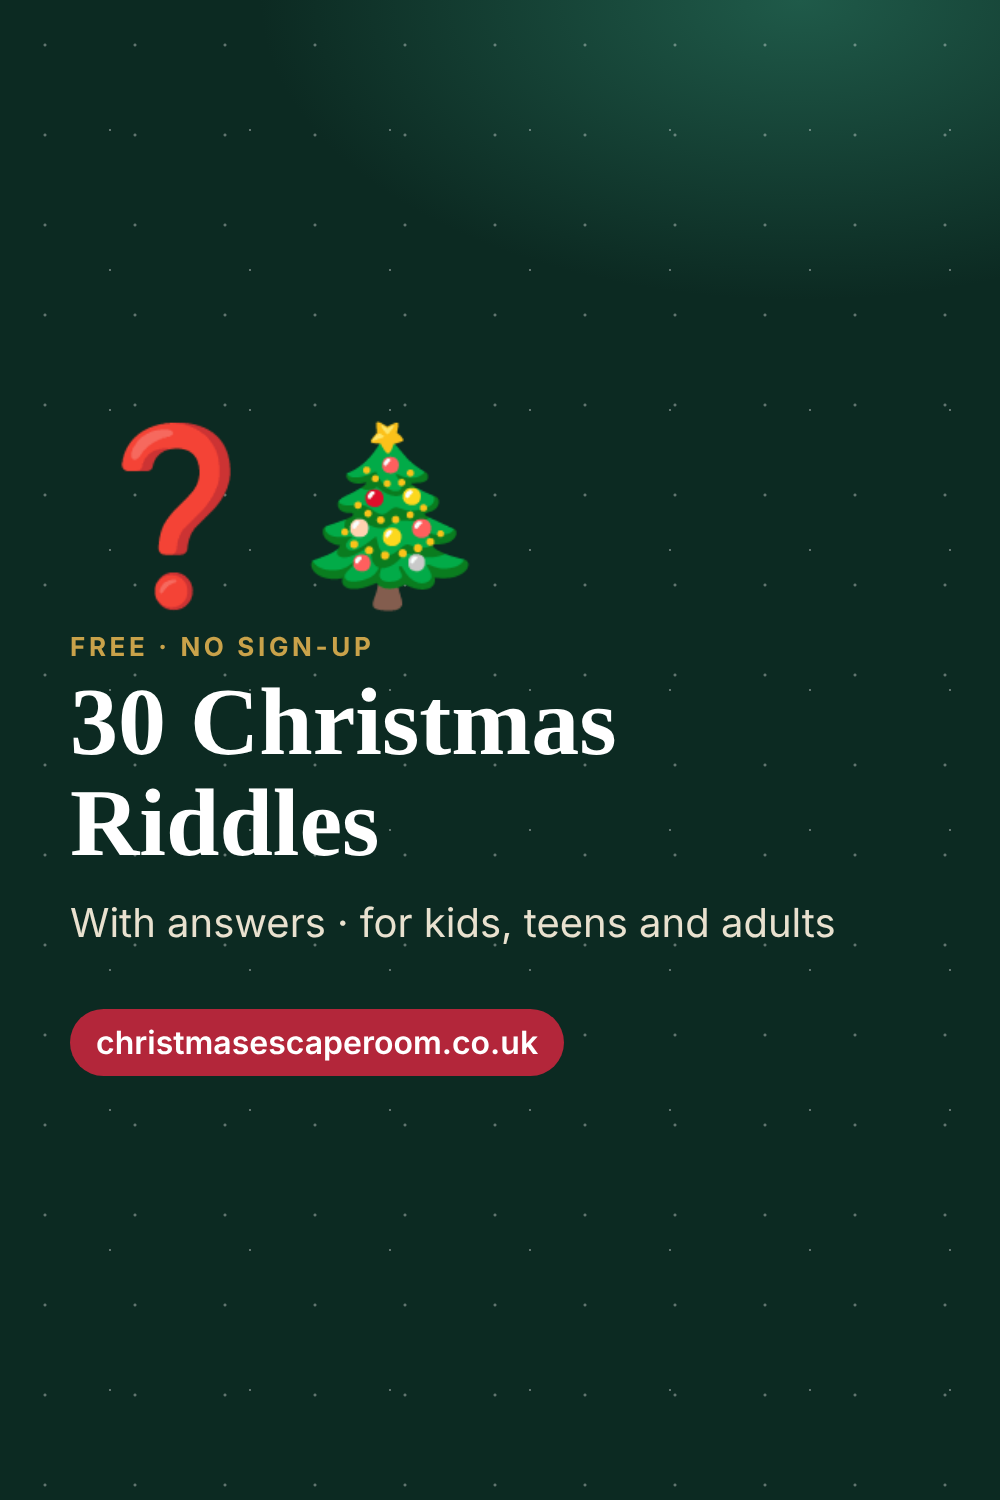 FREE · NO SIGN-UP
30 Christmas
Riddles
With answers · for kids, teens and adults
christmasescaperoom.co.uk